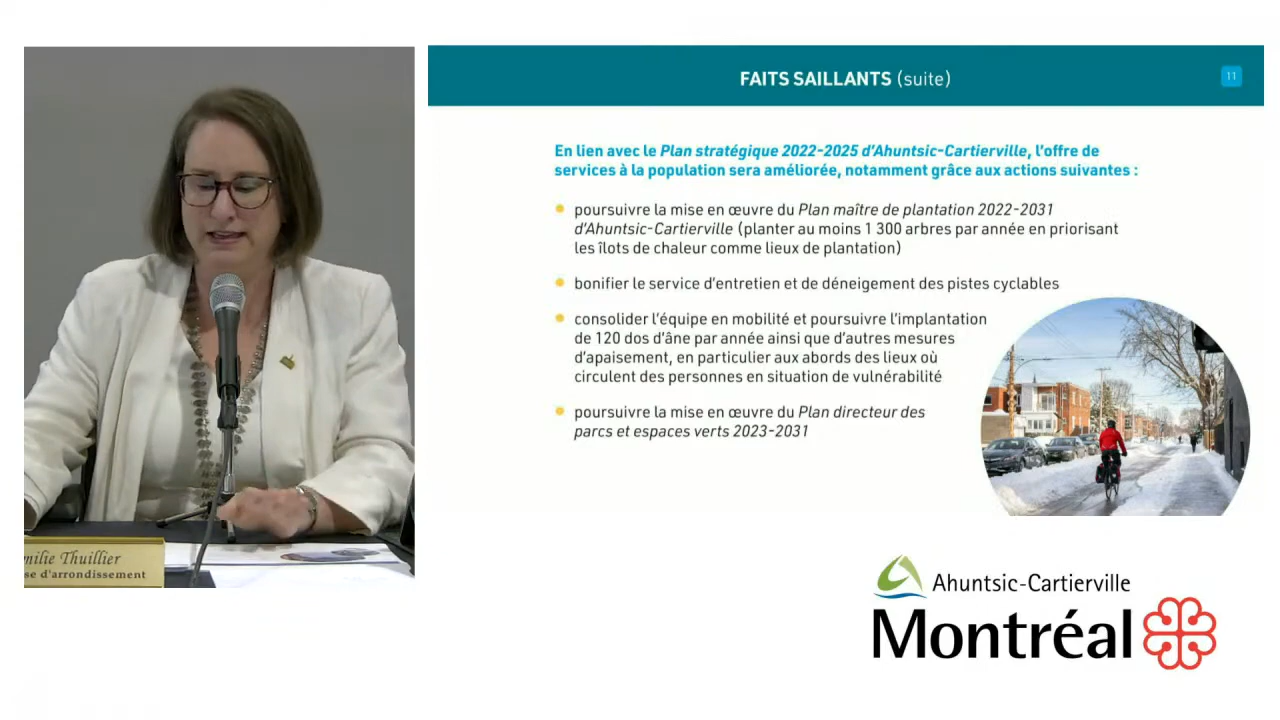 FAITS SAILLANTS (suite)
11
En lien avec le Plan stratégique 2022-2025 d'Ahuntsic-Cartierville, l'offre de
services à la population sera améliorée, notamment grâce aux actions suivantes :
poursuivre la mise en œuvre du Plan maître de plantation 2022-2031
d'Ahuntsic-Cartierville (planter au moins 1 300 arbres par année en priorisant
les îlots de chaleur comme lieux de plantation)
bonifier le service d'entretien et de déneigement des pistes cyclables
consolider l'équipe en mobilité et poursuivre l'implantation
de 120 dos d'âne par année ainsi que d'autres mesures
d'apaisement, en particulier aux abords des lieux où
circulent des personnes en situation de vulnérabilité
poursuivre la mise en œuvre du Plan directeur des
parcs et espaces verts 2023-2031
milie Thuillier
se d'arrondissement
Ahuntsic-Cartierville
Montréal